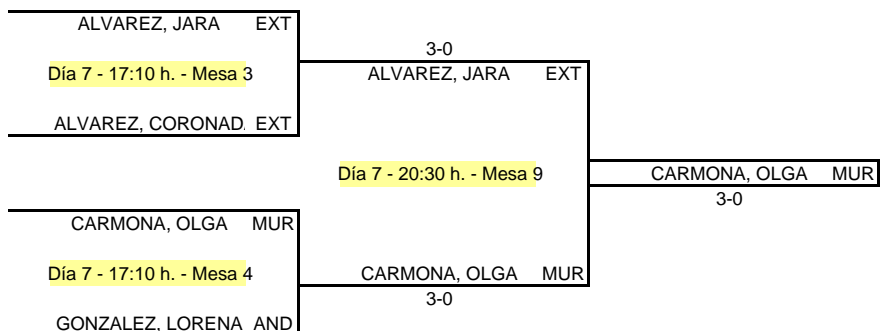 ALVAREZ, JARA EXT
Día 7 - 17:10 h. - Mesa 3
ALVAREZ, CORONAD. EXT
3-0
ALVAREZ, JARA EXT
Día 7 - 20:30 h. - Mesa 9
CARMONA, OLGA MUR
3-0
CARMONA, OLGA MUR
Día 7 - 17:10 h. - Mesa 4
GONZALEZ, LORENA AND
CARMONA, OLGA MUR
3-0